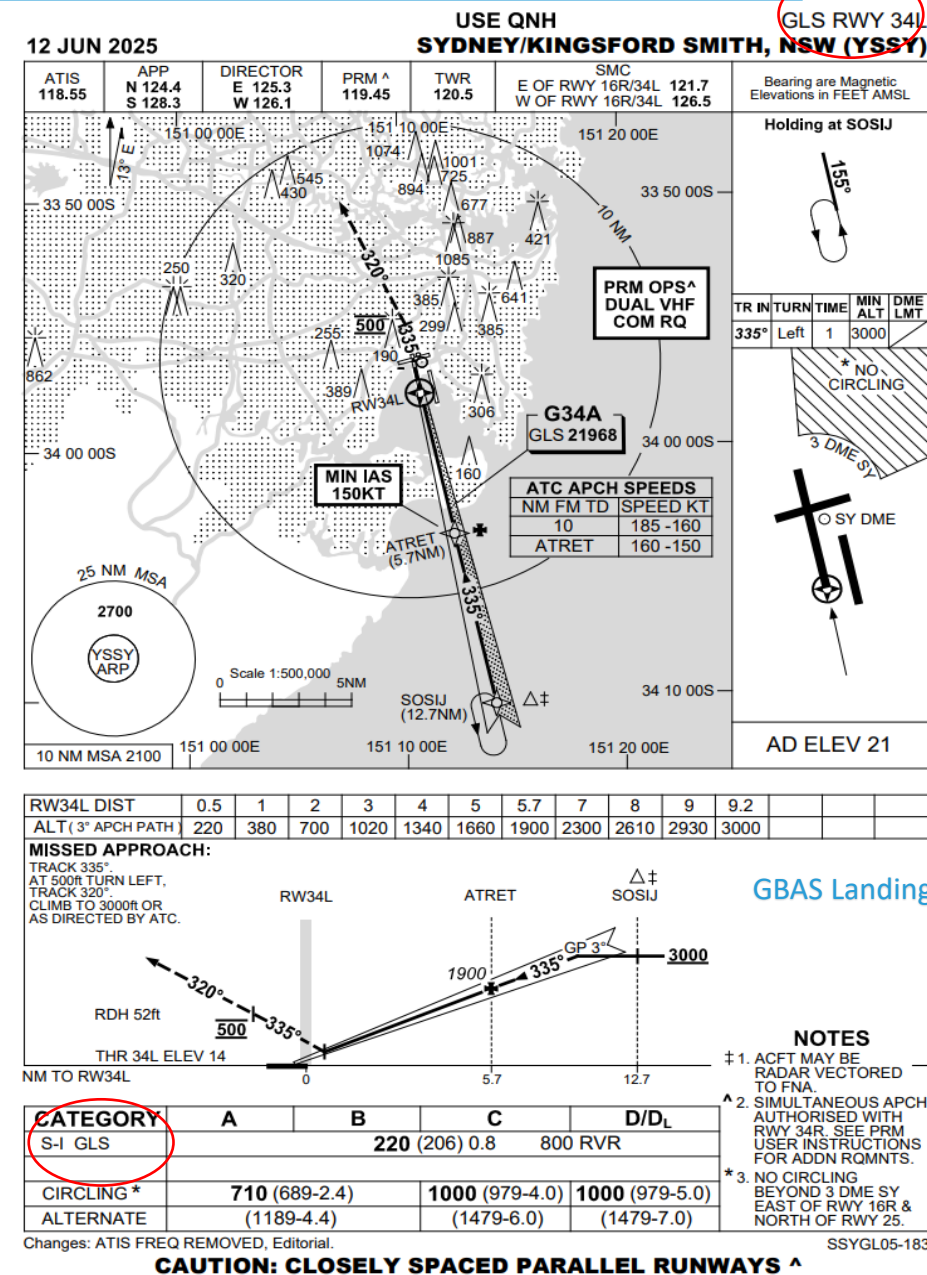 USE QNH
GLS RWY 34L
12 JUN 2025
SYDNEY/KINGSFORD SMITH, NSW (YSSY)
ATIS
118.55
APP
N 124.4
S 128.3
DIRECTOR
E 125.3
W 126.1
PRM ^
119.45
TWR
120.5
SMC
E OF RWY 16R/34L 121.7
W OF RWY 16R/34L 126.5
Bearing are Magnetic
Elevations in FEET AMSL
13° E
151 00 00E
151 10 00E
151 20 00E
1074
1001
725
894
545
430
677
33 50 00S
33 50 00S
887
421
10 NM
1085
320°
250
320
385
641
500
299
385
255
335°
190
862
389
RW34L
306
PRM OPS^
DUAL VHF
COM RQ
G34A
GLS 21968
34 00 00S
34 00 00S
160
MIN IAS
150KT
ATC APCH SPEEDS
NM FM TD SPEED KT
10 185 -160
ATRET 160 -150
ATRET
(5.7NM)
335°
25 NM MSA
2700
YSSY
ARP
Scale 1:500,000
0 5NM
SOSIJ
(12.7NM)
△‡
34 10 00S
10 NM MSA 2100
151 00 00E
151 10 00E
151 20 00E
Holding at SOSIJ
155°
TR IN TURN TIME MIN ALT DME LMT
335° Left 1 3000
* NO
CIRCLING
3 DME SY
SY DME
AD ELEV 21
RW34L DIST 0.5 1 2 3 4 5 5.7 7 8 9 9.2
ALT( 3° APCH PATH ) 220 380 700 1020 1340 1660 1900 2300 2610 2930 3000
MISSED APPROACH:
TRACK 335°.
AT 500ft TURN LEFT,
TRACK 320°.
CLIMB TO 3000ft OR
AS DIRECTED BY ATC.
RW34L
ATRET
△‡
SOSIJ
GBAS Landing
GP 3°
3000
1900
335°
320°
RDH 52ft
500
335°
THR 34L ELEV 14
NM TO RW34L
0
5.7
12.7
CATEGORY A B C D/DL
S-I GLS 220 (206) 0.8 800 RVR
CIRCLING * 710 (689-2.4) 1000 (979-4.0) 1000 (979-5.0)
ALTERNATE (1189-4.4) (1479-6.0) (1479-7.0)
NOTES
‡ 1. ACFT MAY BE
RADAR VECTORED
TO FNA.
^ 2. SIMULTANEOUS APCH
AUTHORISED WITH
RWY 34R. SEE PRM
USER INSTRUCTIONS
FOR ADDN RQMNTS.
* 3. NO CIRCLING
BEYOND 3 DME SY
EAST OF RWY 16R &
NORTH OF RWY 25.
Changes: ATIS FREQ REMOVED, Editorial.
SSYGL05-183
CAUTION: CLOSELY SPACED PARALLEL RUNWAYS ^